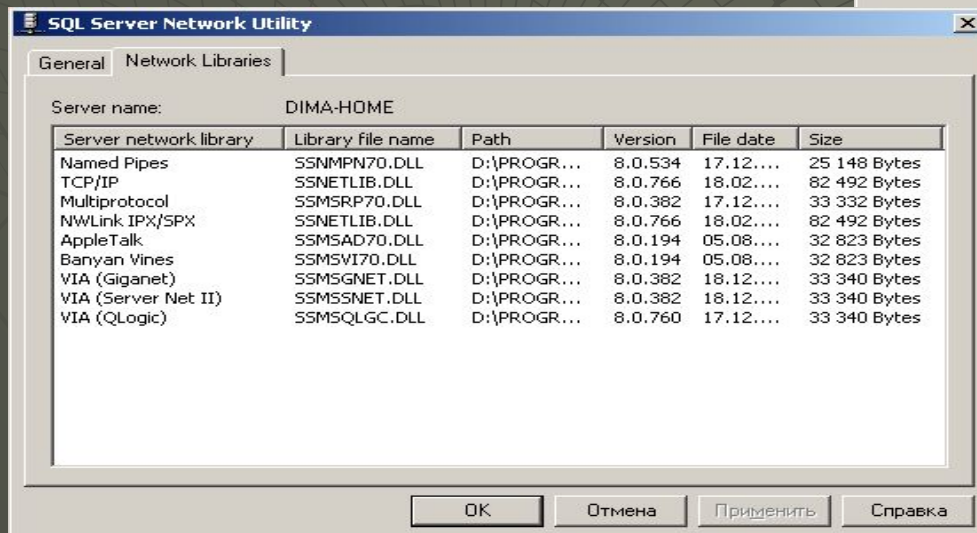 SQL Server Network Utility
General Network Libraries
Server name: DIMA-HOME
Server network library Library file name Path Version File date Size
Named Pipes SSNMPN70.DLL D:\PROGR... 8.0.534 17.12.... 25 148 Bytes
TCP/IP SSNETLIB.DLL D:\PROGR... 8.0.766 18.02.... 82 492 Bytes
Multiprotocol SSMSRP70.DLL D:\PROGR... 8.0.382 17.12.... 33 332 Bytes
NWLink IPX/SPX SSNETLIB.DLL D:\PROGR... 8.0.766 18.02.... 82 492 Bytes
AppleTalk SSMSAD70.DLL D:\PROGR... 8.0.194 05.08.... 32 823 Bytes
Banyan Vines SSMSVI70.DLL D:\PROGR... 8.0.194 05.08.... 32 823 Bytes
VIA (Giganet) SSMSGNET.DLL D:\PROGR... 8.0.382 18.12.... 33 340 Bytes
VIA (Server Net II) SSMSSNET.DLL D:\PROGR... 8.0.382 18.12.... 33 340 Bytes
VIA (QLogic) SSMSQLGC.DLL D:\PROGR... 8.0.760 17.12.... 33 340 Bytes
OK Отмена Применить Справка